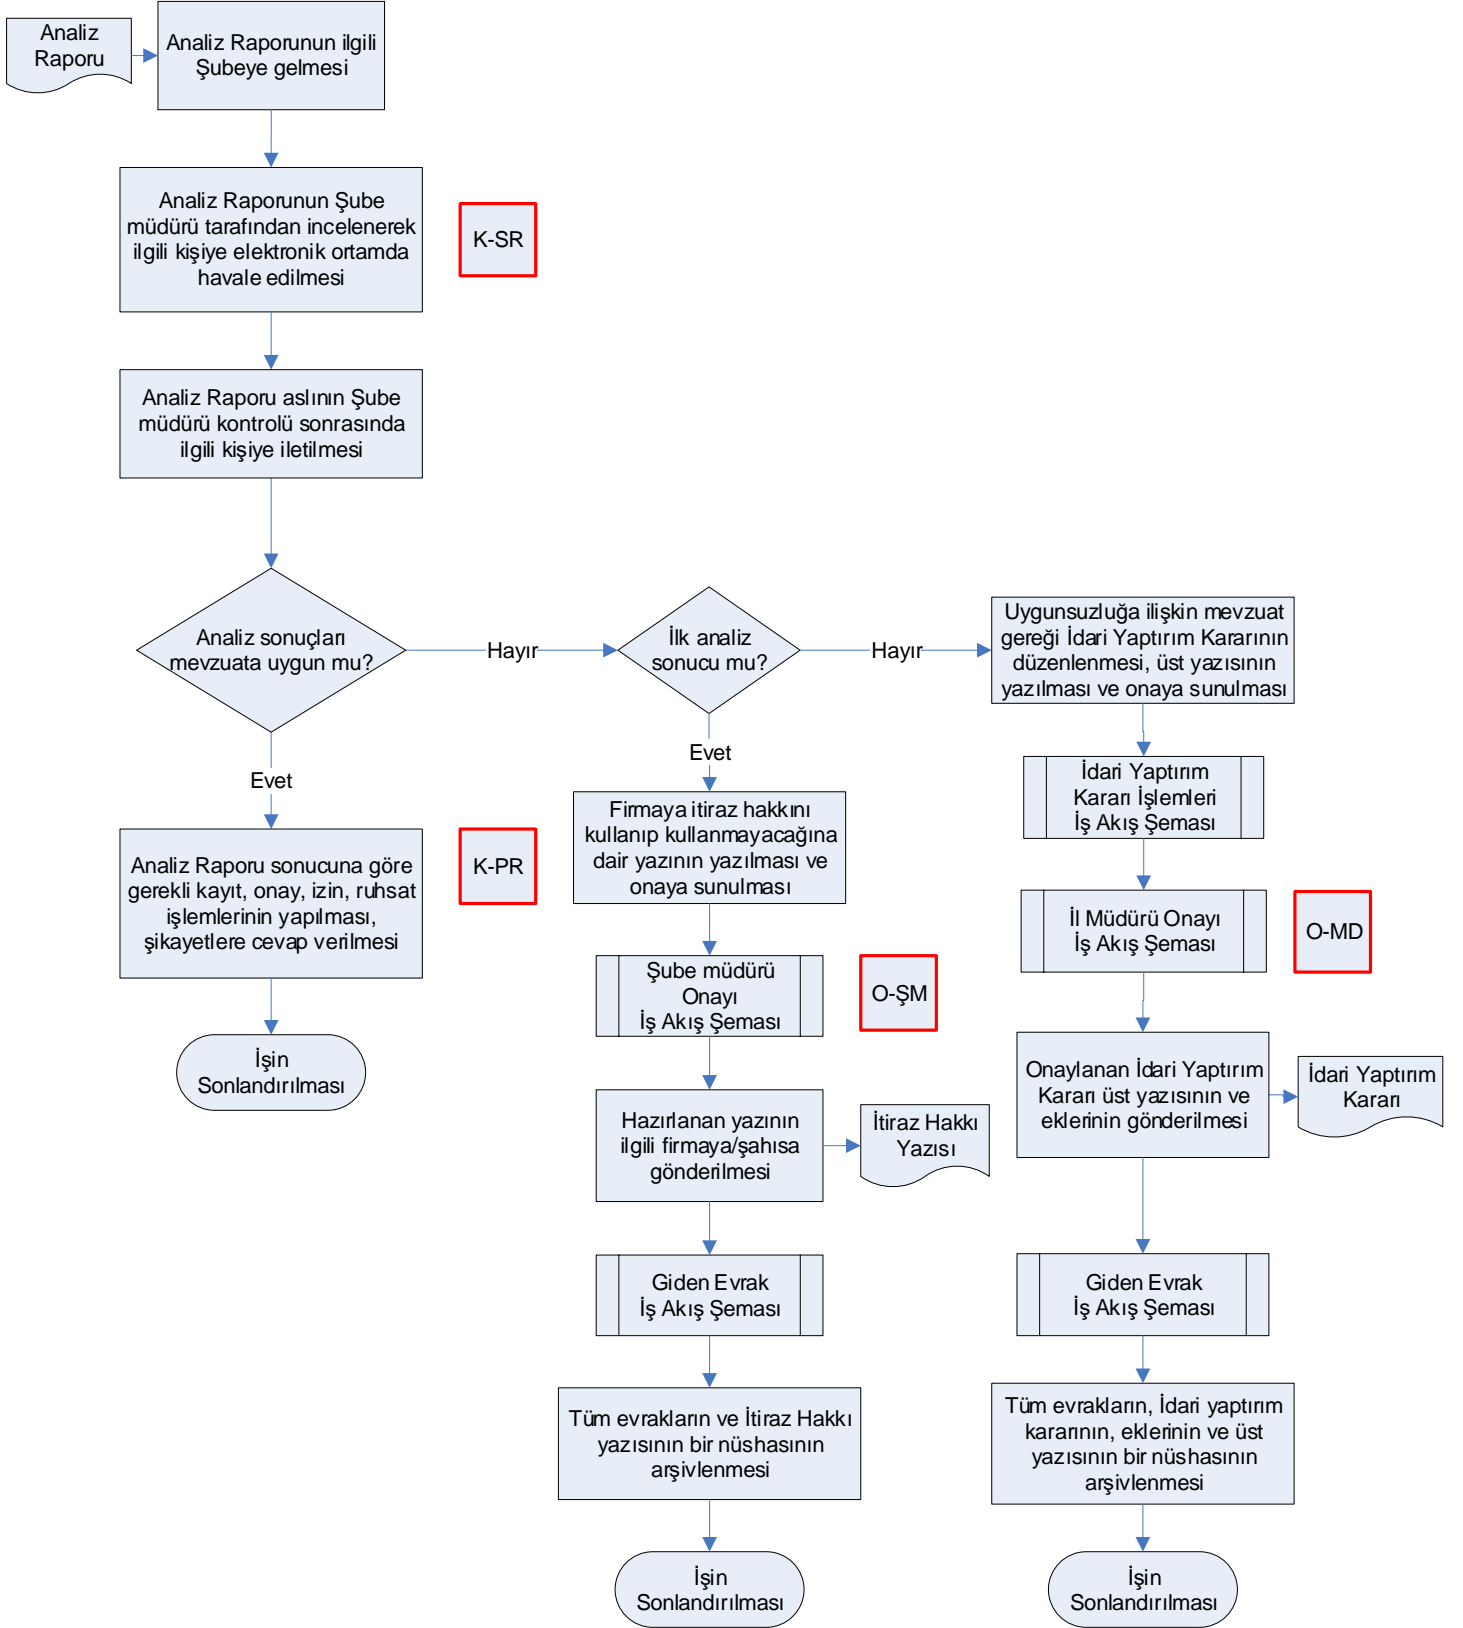 Analiz
Raporu
Analiz Raporunun ilgili
Şubeye gelmesi
Analiz Raporunun Şube
müdürü tarafından incelenerek
ilgili kişiye elektronik ortamda
havale edilmesi
K-SR
Analiz Raporu aslının Şube
müdürü kontrolü sonrasında
ilgili kişiye iletilmesi
Analiz sonuçları
mevzuata uygun mu?
Hayır
İlk analiz
sonucu mu?
Hayır
Uygunsuzluğa ilişkin mevzuat
gereği İdari Yaptırım Kararının
düzenlenmesi, üst yazısının
yazılması ve onaya sunulması
Evet
Analiz Raporu sonucuna göre
gerekli kayıt, onay, izin, ruhsat
işlemlerinin yapılması,
şikayetlere cevap verilmesi
K-PR
İşin
Sonlandırılması
Evet
Firmaya itiraz hakkını
kullanıp kullanmayacağına
dair yazının yazılması ve
onaya sunulması
Şube müdürü
Onayı
İş Akış Şeması
O-ŞM
Hazırlanan yazının
ilgili firmaya/şahısa
gönderilmesi
İtiraz Hakkı
Yazısı
Giden Evrak
İş Akış Şeması
Tüm evrakların ve İtiraz Hakkı
yazısının bir nüshasının
arşivlenmesi
İşin
Sonlandırılması
İdari Yaptırım
Kararı İşlemleri
İş Akış Şeması
İl Müdürü Onayı
İş Akış Şeması
O-MD
Onaylanan İdari Yaptırım
Kararı üst yazısının ve
eklerinin gönderilmesi
İdari Yaptırım
Kararı
Giden Evrak
İş Akış Şeması
Tüm evrakların, İdari yaptırım
kararının, eklerinin ve üst
yazısının bir nüshasının
arşivlenmesi
İşin
Sonlandırılması